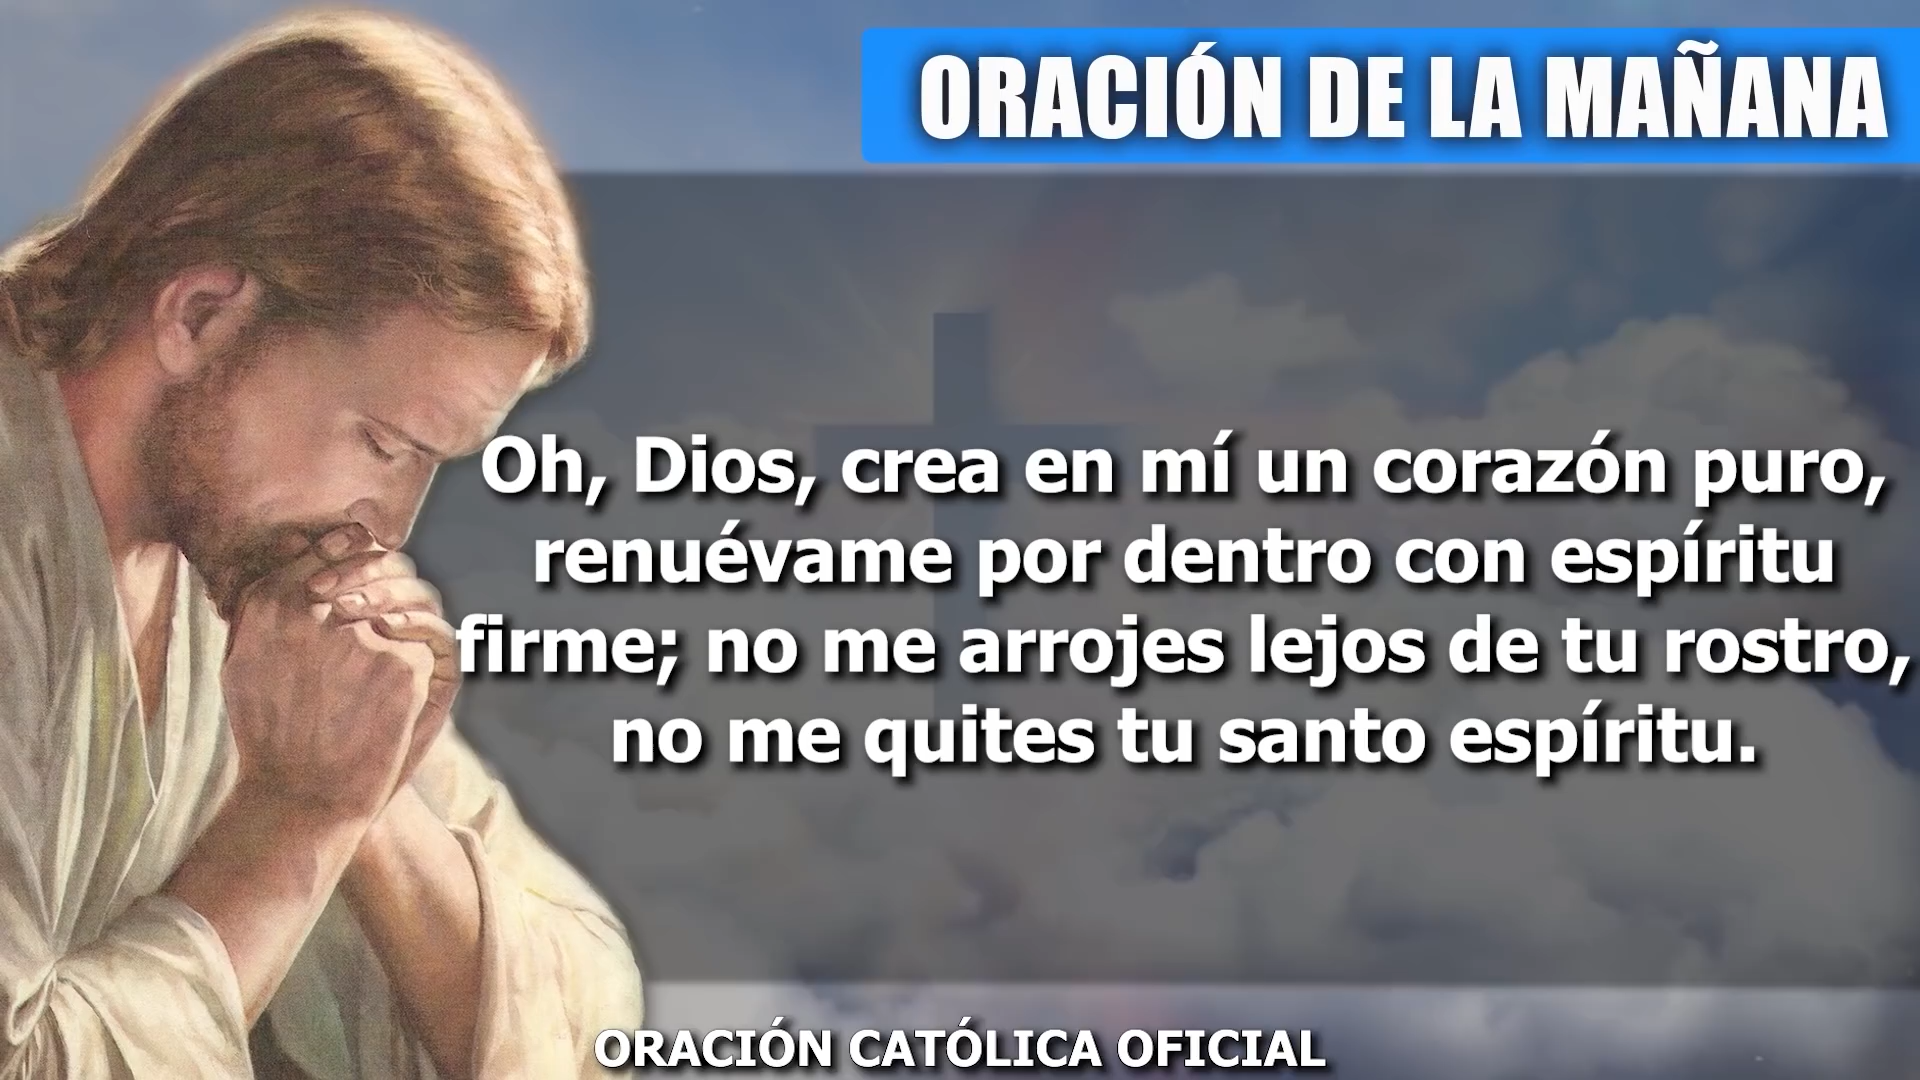 ORACIÓN DE LA MAÑANA
Oh, Dios, crea en mí un corazón puro,
renuévame por dentro con espíritu
firme; no me arrojes lejos de tu rostro,
no me quites tu santo espíritu.
ORACIÓN CATÓLICA OFICIAL